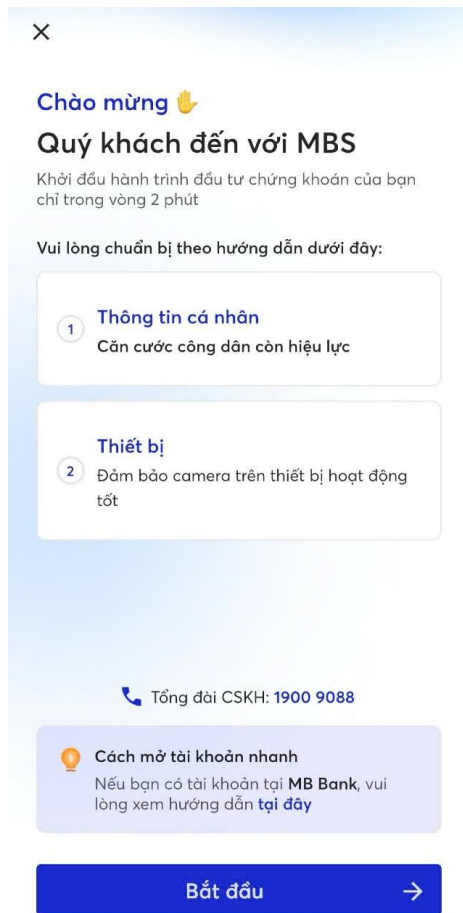 Chào mừng 🖐
Quý khách đến với MBS
Khởi đầu hành trình đầu tư chứng khoán của bạn
chỉ trong vòng 2 phút
Vui lòng chuẩn bị theo hướng dẫn dưới đây:
1
Thông tin cá nhân
Căn cước công dân còn hiệu lực
2
Thiết bị
Đảm bảo camera trên thiết bị hoạt động
tốt
Tổng đài CSKH: 1900 9088
Cách mở tài khoản nhanh
Nếu bạn có tài khoản tại MB Bank, vui
lòng xem hướng dẫn tại đây
Bắt đầu